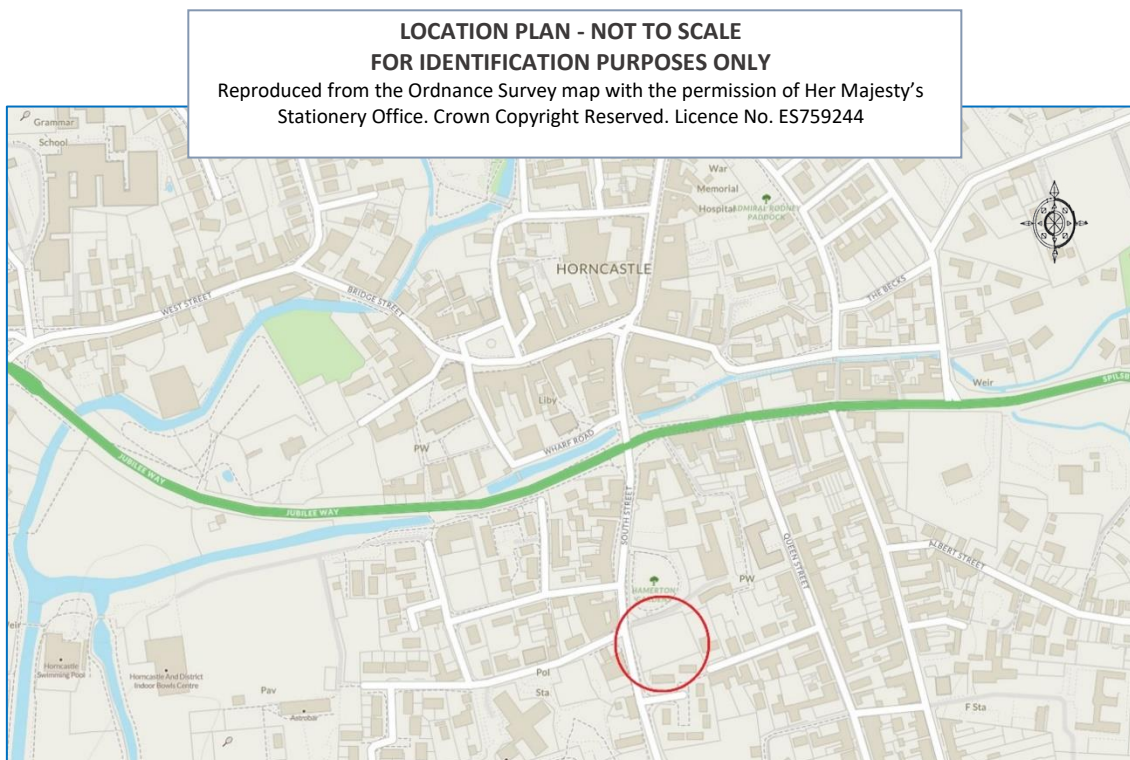 LOCATION PLAN - NOT TO SCALE
FOR IDENTIFICATION PURPOSES ONLY
Reproduced from the Ordnance Survey map with the permission of Her Majesty’s
Stationery Office. Crown Copyright Reserved. Licence No. ES759244
Grammar
School
War
Memorial
Hospital
ADMIRAL RODNEY
PADDOCK
HORNCASTLE
WEST STREET
BRIDGE STREET
THE BECKS
Weir
SPILSB
Liby
PW
WHARF ROAD
JUBILEE WAY
JUBILEE WAY
SOUTH STREET
QUEEN STREET
ALBERT STREET
HAMERTON
PW
Horncastle
Swimming Pool
Horncastle And District
Indoor Bowls Centre
Pav
Astrobar
Pol
Sta
F Sta